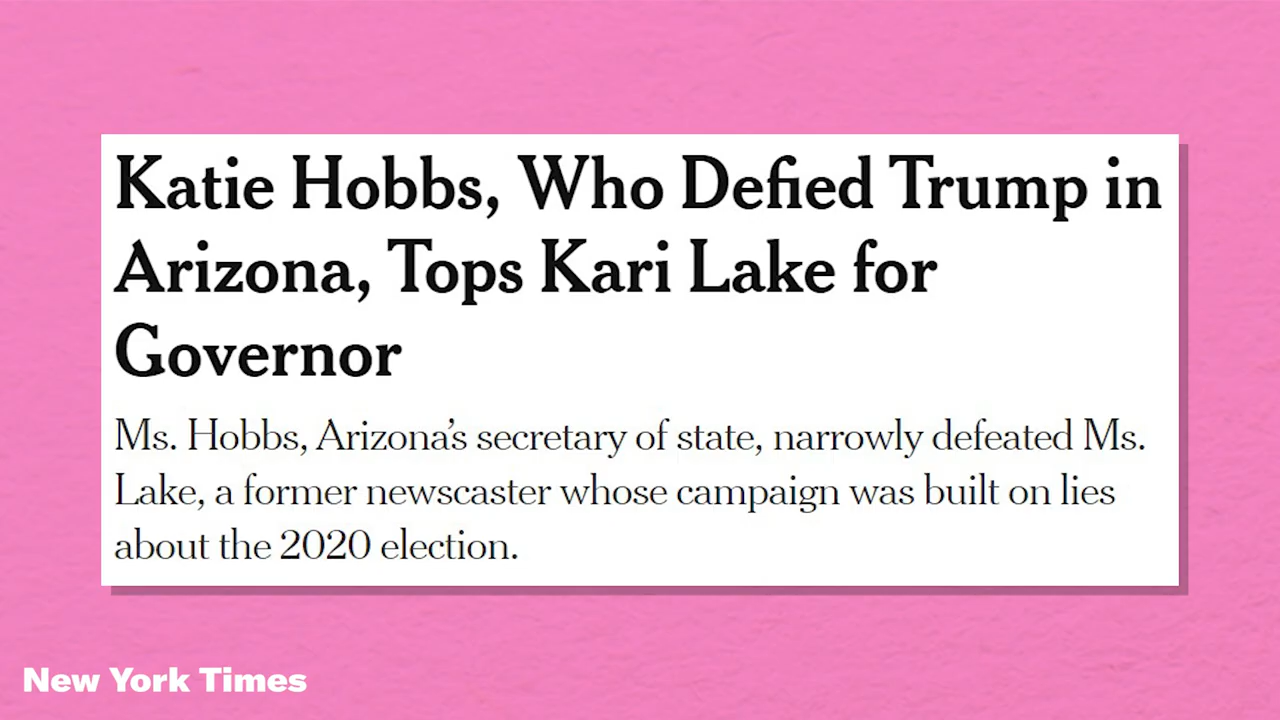 Katie Hobbs, Who Defied Trump in
Arizona, Tops Kari Lake for
Governor
Ms. Hobbs, Arizona’s secretary of state, narrowly defeated Ms.
Lake, a former newscaster whose campaign was built on lies
about the 2020 election.
New York Times